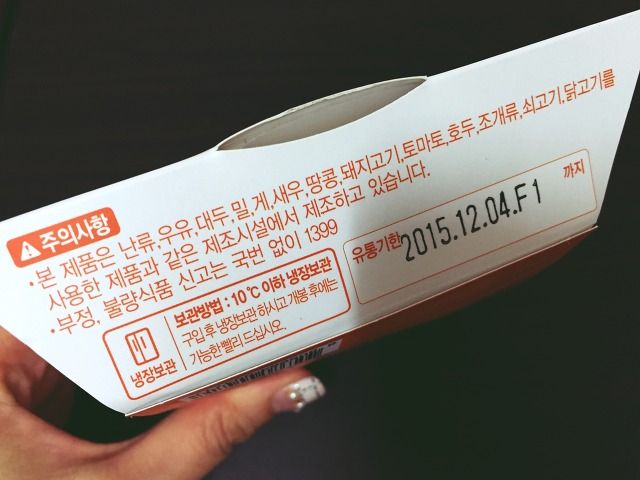 주의사항
·본 제품은 난류,우유,대두,밀,게,새우,땅콩,돼지고기,토마토,호두,조개류,쇠고기,닭고기를
사용한 제품과 같은 제조시설에서 제조하고 있습니다.
·부정, 불량식품 신고는 국번 없이 1399
냉장보관
보관방법 : 10℃ 이하 냉장보관
구입 후 냉장보관 하시고 개봉 후에는
가능한 빨리 드십시오.
유통기한 2015.12.04.F1 까지